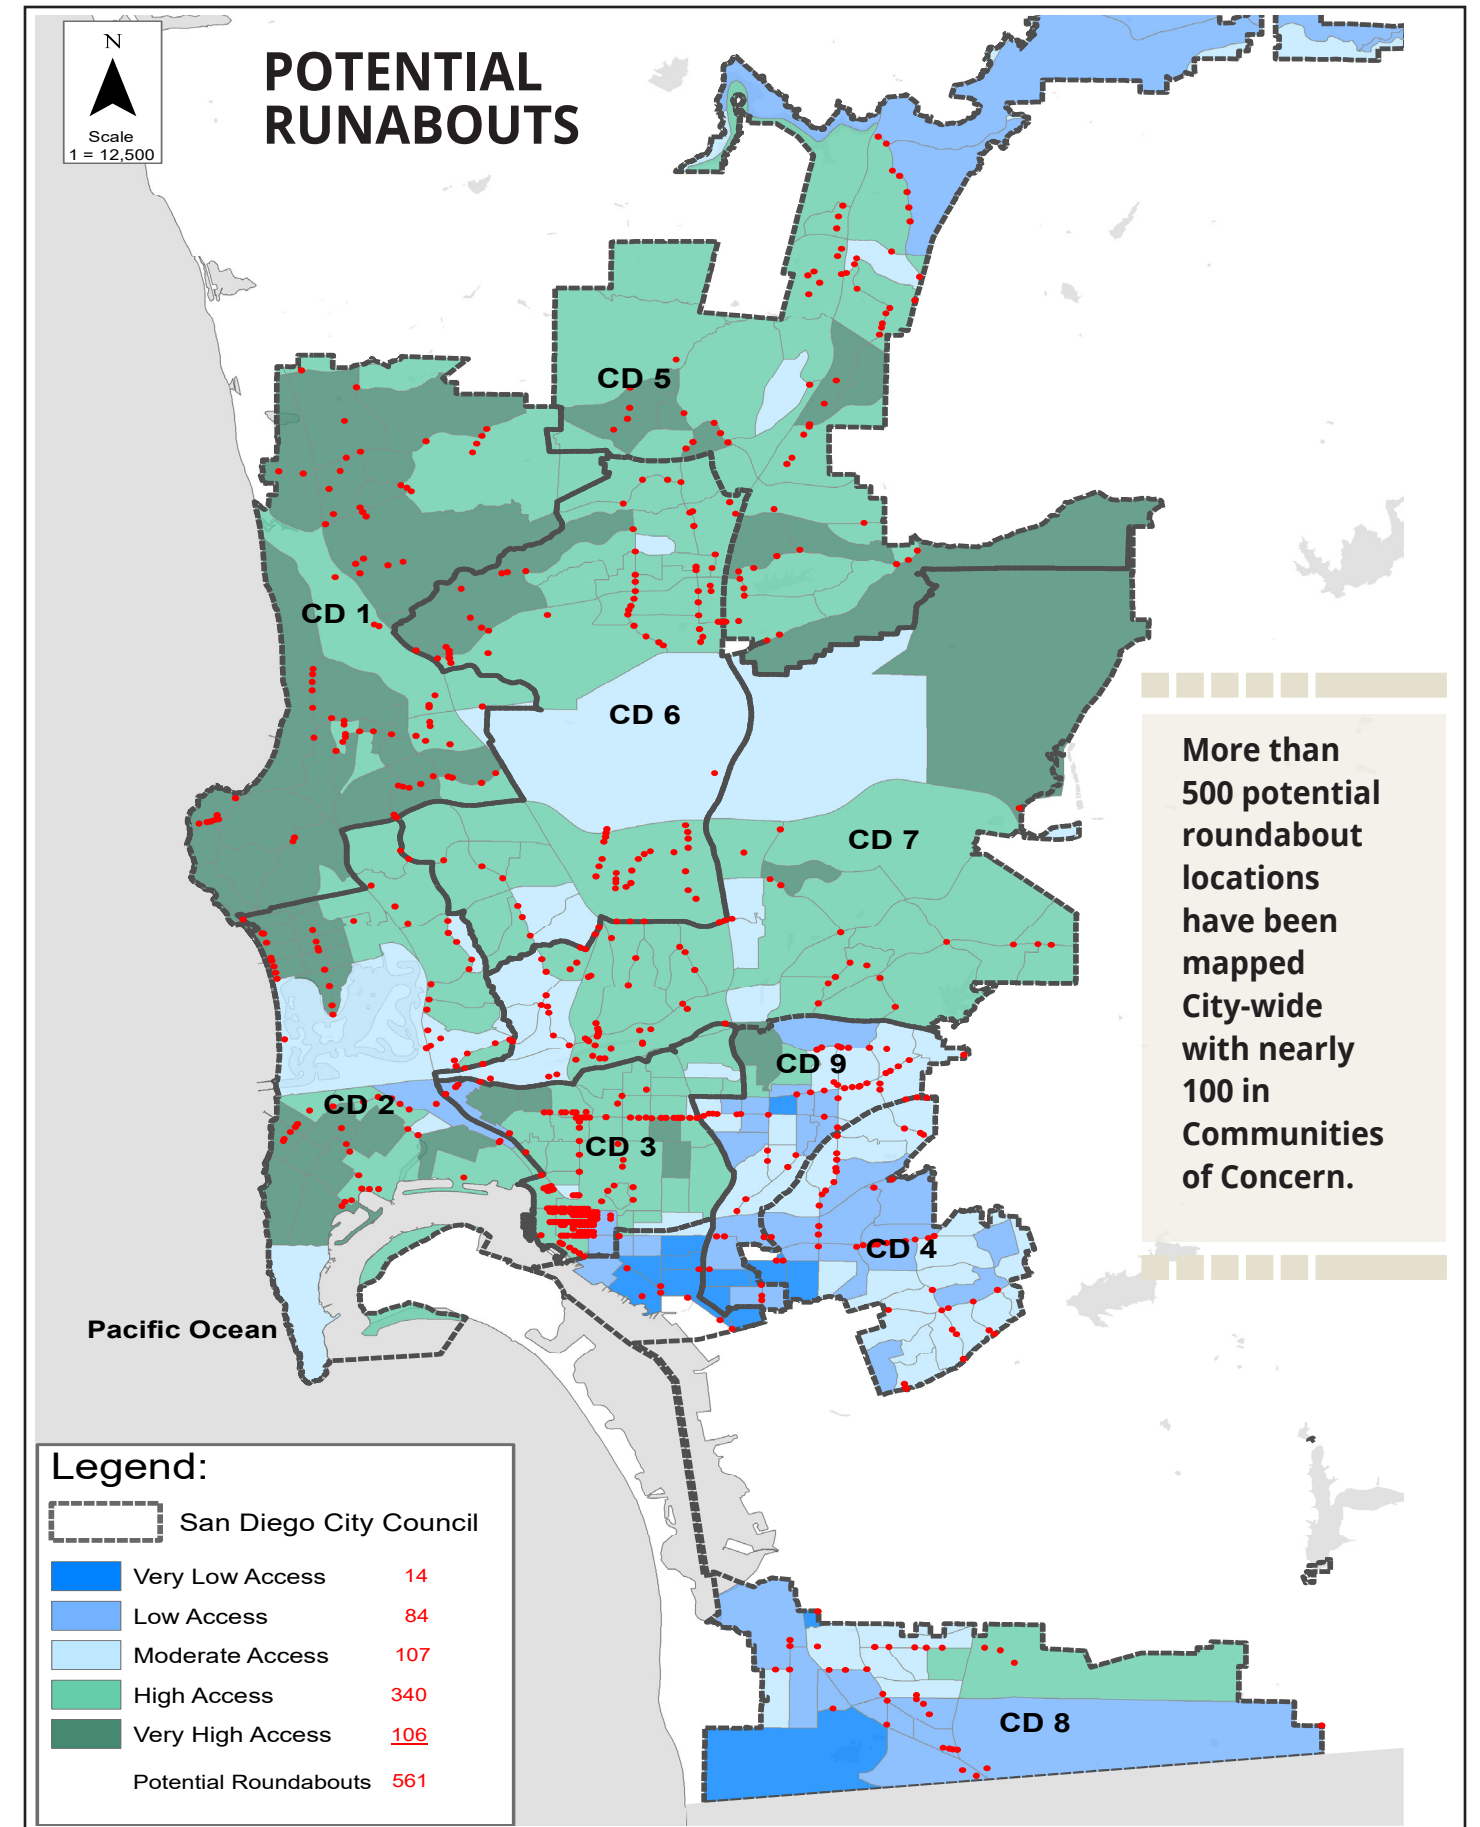 N
Scale
1 = 12,500
POTENTIAL
RUNABOUTS
CD 5
CD 1
CD 6
CD 7
CD 9
CD 2
CD 3
CD 4
Pacific Ocean
CD 8
More than
500 potential
roundabout
locations
have been
mapped
City-wide
with nearly
100 in
Communities
of Concern.
Legend:
San Diego City Council
Very Low Access 14
Low Access 84
Moderate Access 107
High Access 340
Very High Access 106
Potential Roundabouts 561